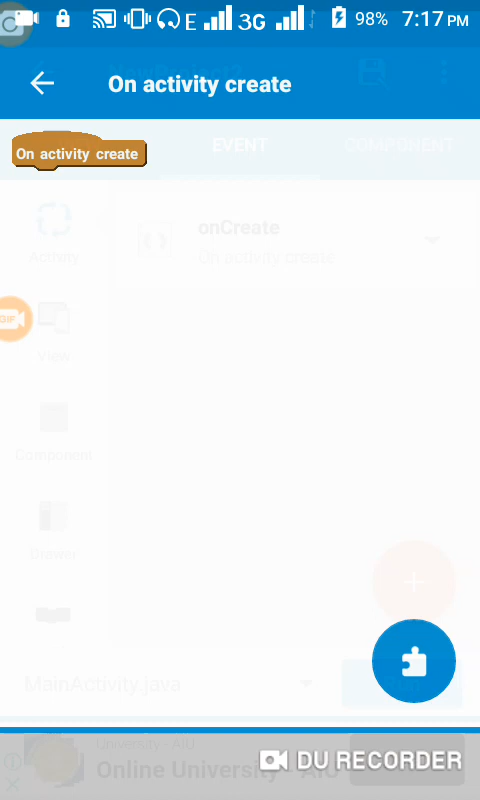 E 3G 98% 7:17 PM
On activity create
On activity create
EVENT COMPONENT
onCreate
On activity create
Activity
GIF
View
Component
Drawer
MainActivity.java
University - AIU
Online University - AIU
DU RECORDER